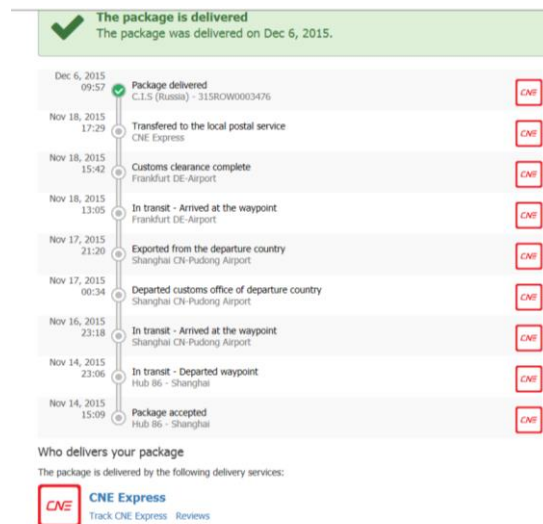 The package is delivered
The package was delivered on Dec 6, 2015.
Dec 6, 2015
09:57
Package delivered
C.I.S (Russia) - 315ROW0003476
CNE
Nov 18, 2015
17:29
Transfered to the local postal service
CNE Express
CNE
Nov 18, 2015
15:42
Customs clearance complete
Frankfurt DE-Airport
CNE
Nov 18, 2015
13:05
In transit - Arrived at the waypoint
Frankfurt DE-Airport
CNE
Nov 17, 2015
21:20
Exported from the departure country
Shanghai CN-Pudong Airport
CNE
Nov 17, 2015
00:34
Departed customs office of departure country
Shanghai CN-Pudong Airport
CNE
Nov 16, 2015
23:18
In transit - Arrived at the waypoint
Shanghai CN-Pudong Airport
CNE
Nov 14, 2015
23:06
In transit - Departed waypoint
Hub 86 - Shanghai
CNE
Nov 14, 2015
15:09
Package accepted
Hub 86 - Shanghai
CNE
Who delivers your package
The package is delivered by the following delivery services:
CNE
CNE Express
Track CNE Express Reviews